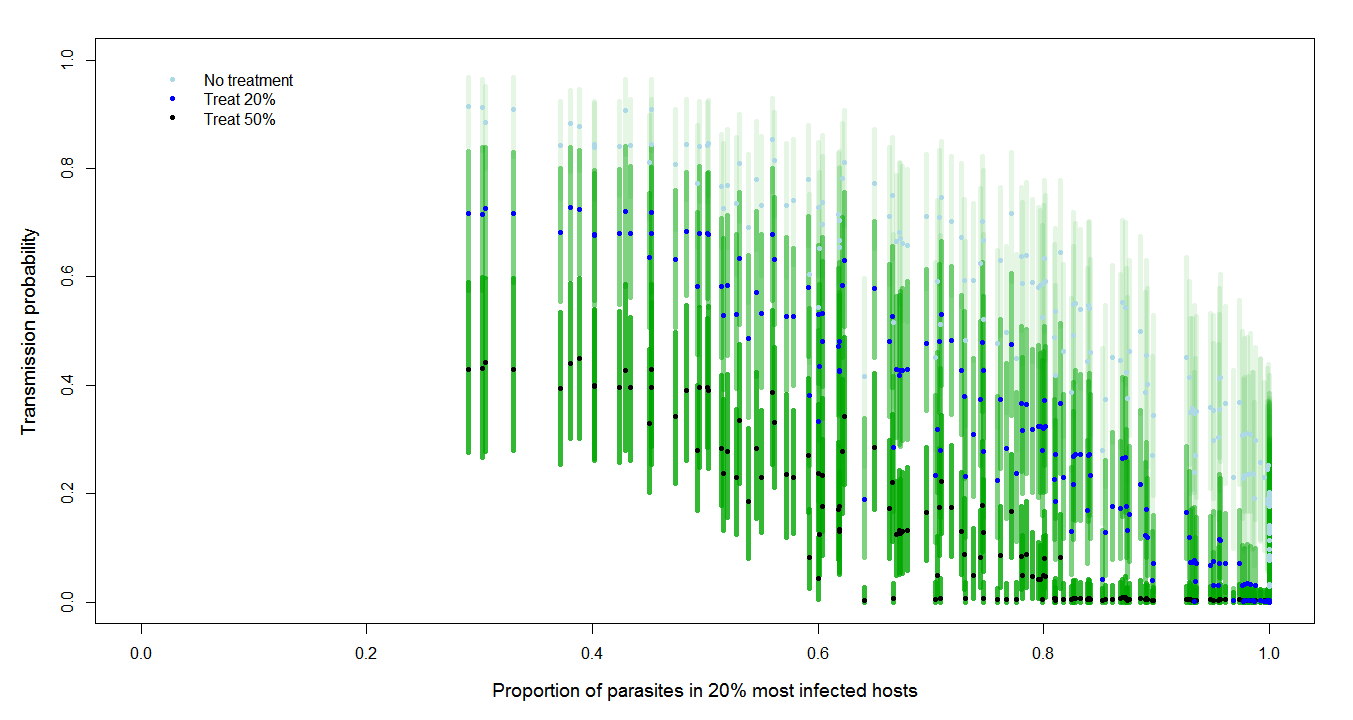 1.0
0.8
0.6
0.4
0.2
0.0
Transmission probability
No treatment
Treat 20%
Treat 50%
0.0 0.2 0.4 0.6 0.8 1.0
Proportion of parasites in 20% most infected hosts